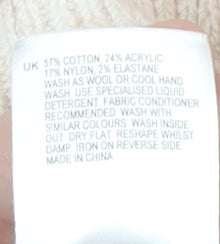 UK 57% COTTON, 24% ACRYLIC
17% NYLON, 2% ELASTANE
WASH AS WOOL OR COOL HAND
WASH. USE SPECIALISED LIQUID
DETERGENT. FABRIC CONDITIONER
RECOMMENDED. WASH WITH
SIMILAR COLOURS. WASH INSIDE
OUT. DRY FLAT. RESHAPE WHILST
DAMP. IRON ON REVERSE SIDE.
MADE IN CHINA